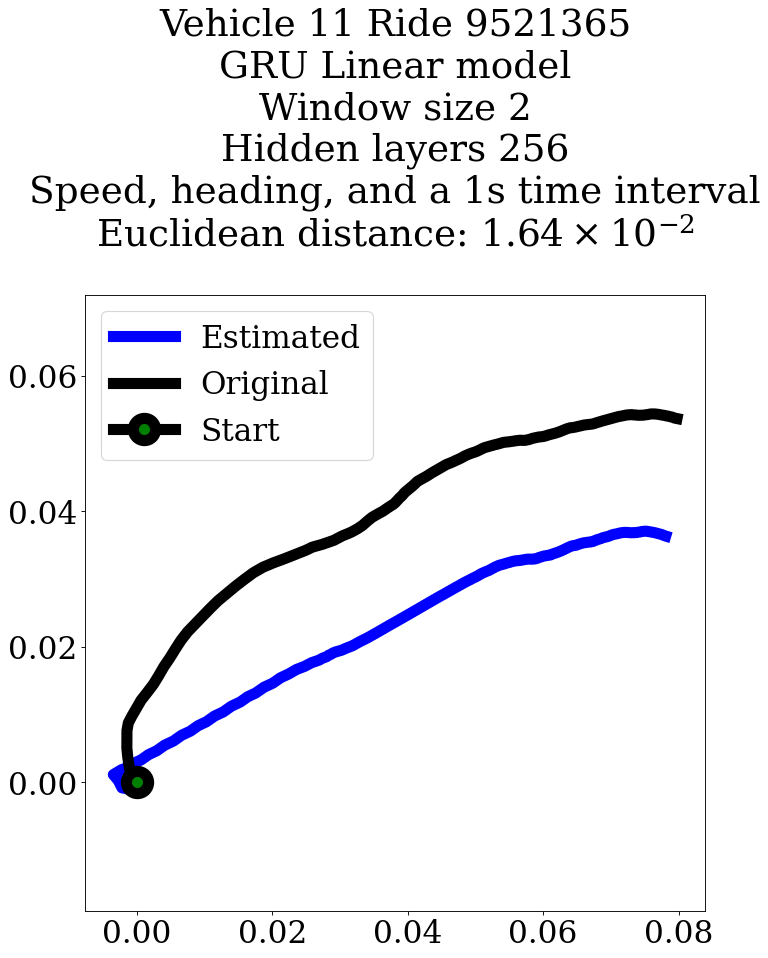 Vehicle 11 Ride 9521365
GRU Linear model
Window size 2
Hidden layers 256
Speed, heading, and a 1s time interval
Euclidean distance: 1.64 × 10⁻²
Estimated
Original
Start
0.06
0.04
0.02
0.00
0.00 0.02 0.04 0.06 0.08